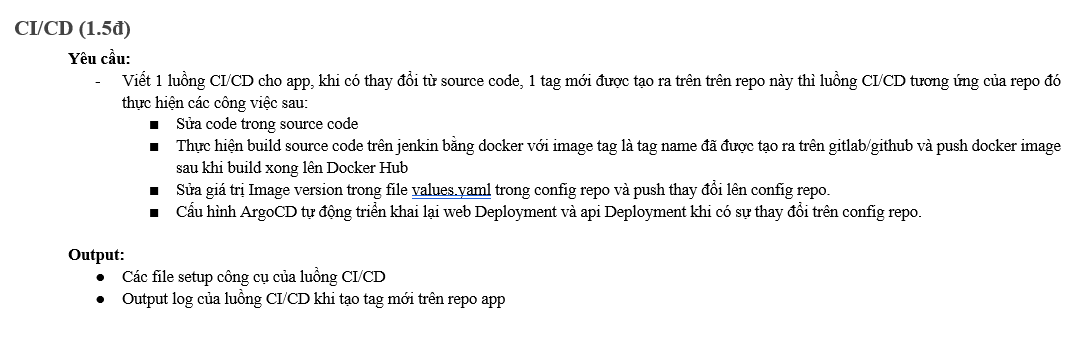 CI/CD (1.5đ)
Yêu cầu:
- Viết 1 luồng CI/CD cho app, khi có thay đổi từ source code, 1 tag mới được tạo ra trên trên repo này thì luồng CI/CD tương ứng của repo đó
thực hiện các công việc sau:
■ Sửa code trong source code
■ Thực hiện build source code trên jenkin bằng docker với image tag là tag name đã được tạo ra trên gitlab/github và push docker image
sau khi build xong lên Docker Hub
■ Sửa giá trị Image version trong file values.yaml trong config repo và push thay đổi lên config repo.
■ Cấu hình ArgoCD tự động triển khai lại web Deployment và api Deployment khi có sự thay đổi trên config repo.
Output:
● Các file setup công cụ của luồng CI/CD
● Output log của luồng CI/CD khi tạo tag mới trên repo app